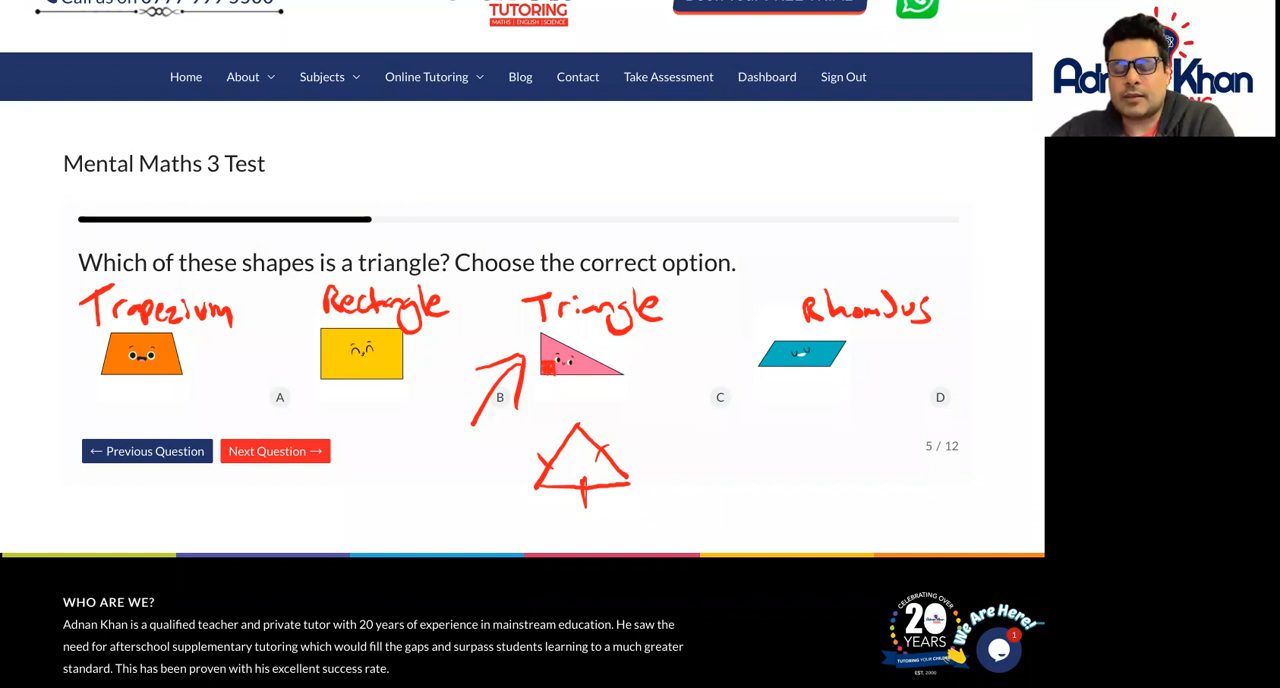 TUTORING
MATHS | ENGLISH | SCIENCE
Home About Subjects Online Tutoring Blog Contact Take Assessment Dashboard Sign Out
Adnan Khan
Mental Maths 3 Test
Which of these shapes is a triangle? Choose the correct option.
Trapezium Rectangle Triangle Rhombus
A B C D
← Previous Question Next Question → 5 / 12
WHO ARE WE?
Adnan Khan is a qualified teacher and private tutor with 20 years of experience in mainstream education. He saw the
need for afterschool supplementary tutoring which would fill the gaps and surpass students learning to a much greater
standard. This has been proven with his excellent success rate.
CELEBRATING OVER
20
YEARS
TUTORING YOUR CHILDREN
EST. 2000
We Are Here!
1